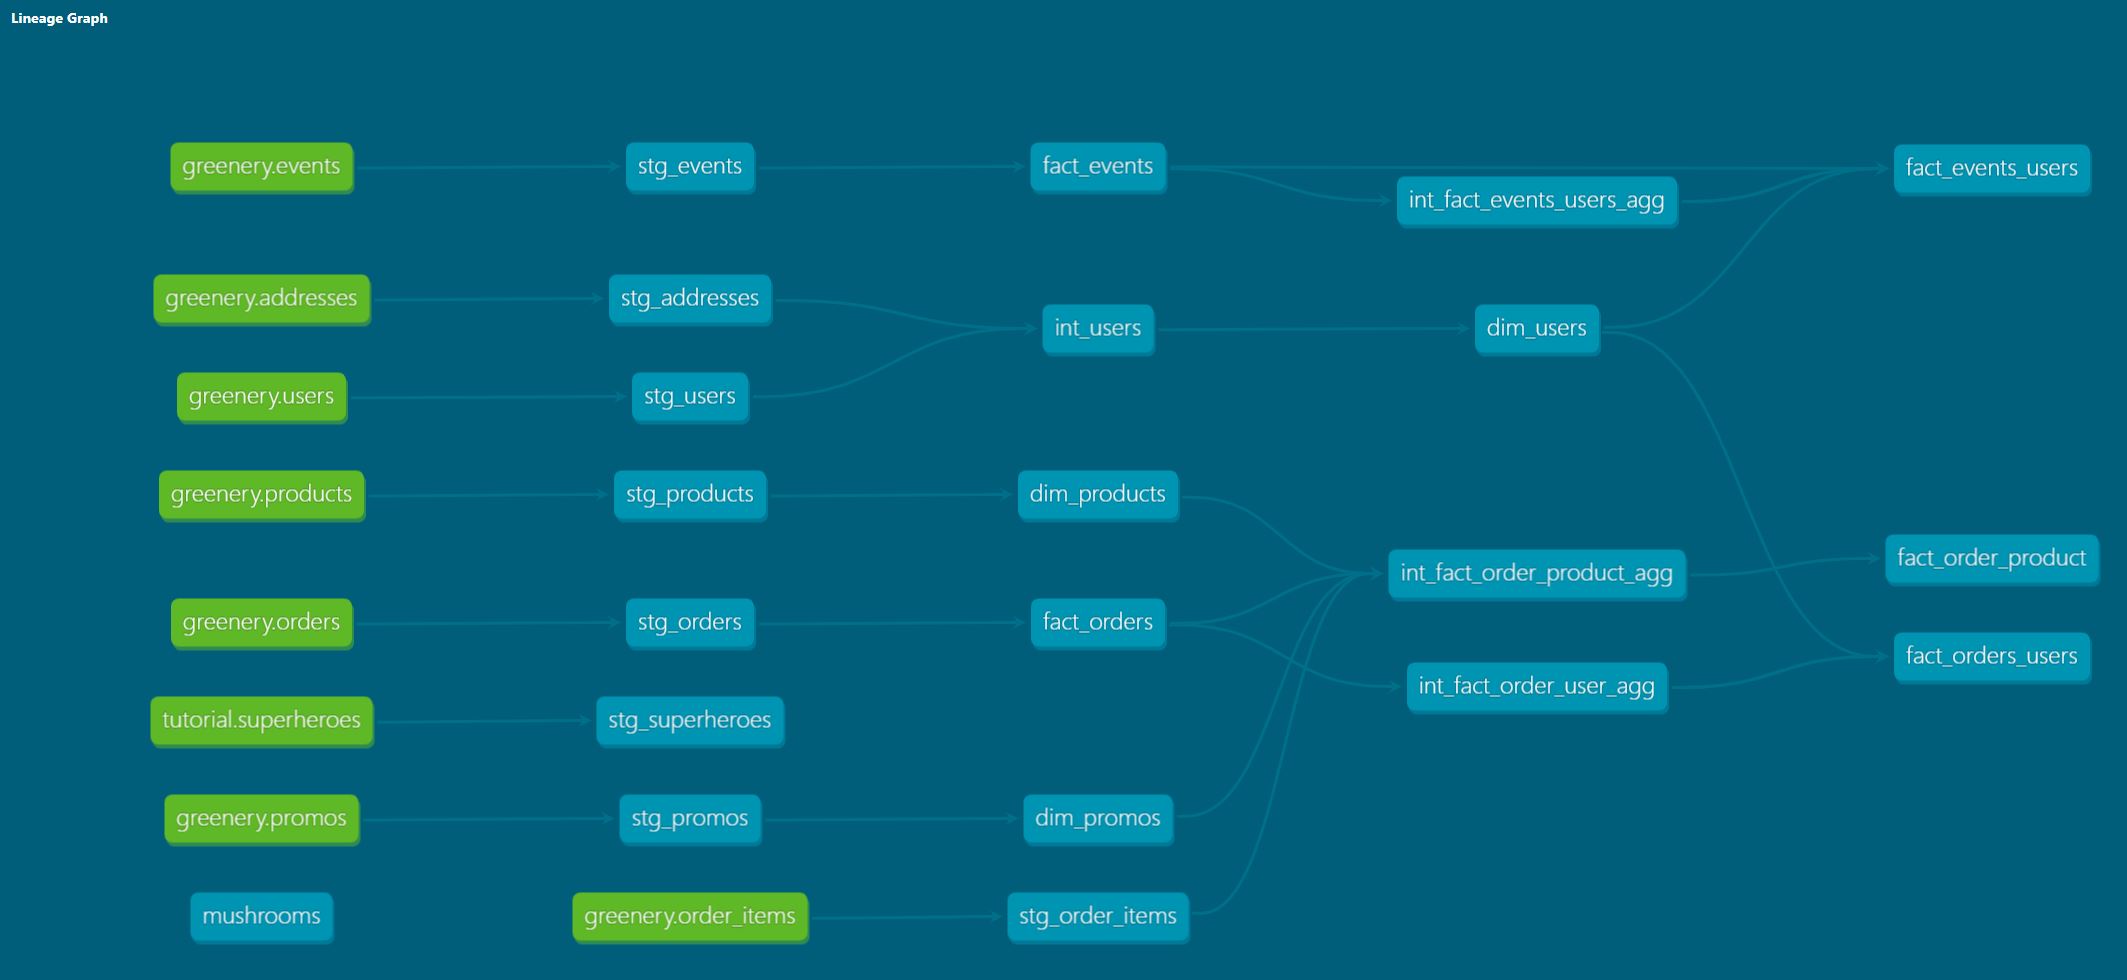 Lineage Graph
greenery.events
stg_events
fact_events
fact_events_users
int_fact_events_users_agg
greenery.addresses
stg_addresses
int_users
dim_users
greenery.users
stg_users
greenery.products
stg_products
dim_products
int_fact_order_product_agg
fact_order_product
greenery.orders
stg_orders
fact_orders
fact_orders_users
int_fact_order_user_agg
tutorial.superheroes
stg_superheroes
greenery.promos
stg_promos
dim_promos
mushrooms
greenery.order_items
stg_order_items